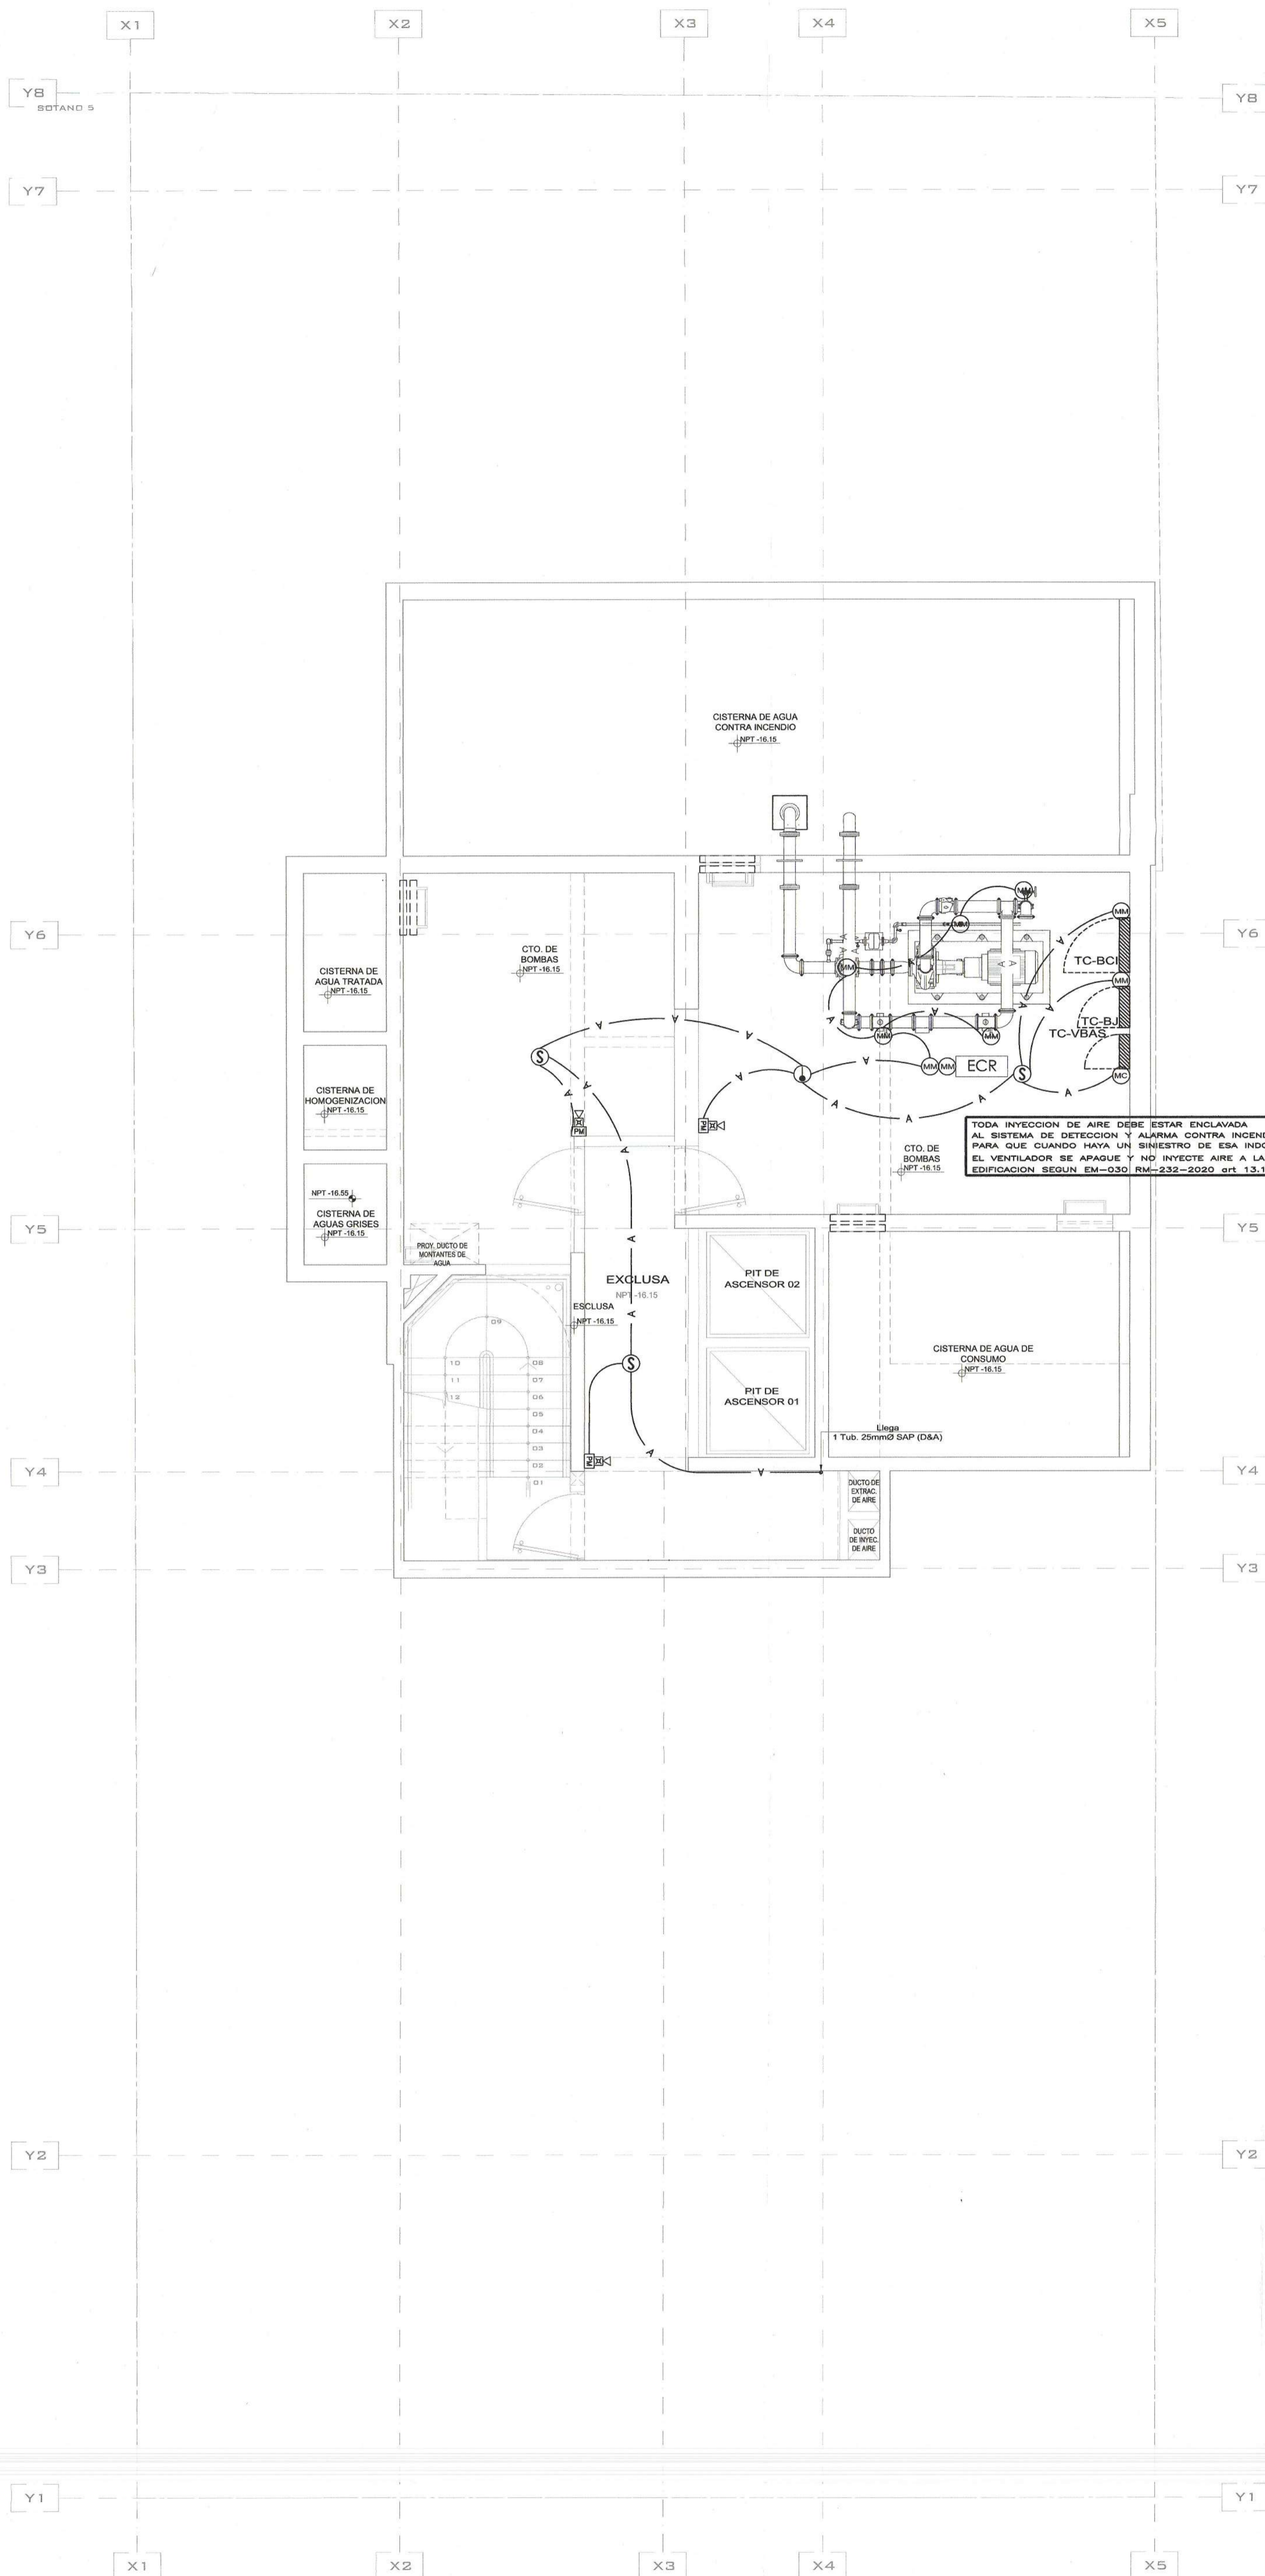 X1
X2
X3
X4
X5
Y8
SOTANO 5
Y8
Y7
Y7
CISTERNA DE AGUA
CONTRA INCENDIO
NPT -16.15
Y6
Y6
CISTERNA DE
AGUA TRATADA
NPT -16.15
CTO. DE
BOMBAS
NPT -16.15
MM
MM
MM
MM
MM
MM
MM
MM
MM
MC
TC-BCI
TC-BJ
TC-VBAS
A
A
A
A
A
A
A
A
A
A
A
A
S
S
ECR
CISTERNA DE
HOMOGENIZACION
NPT -16.15
PM
PM
TODA INYECCION DE AIRE DEBE ESTAR ENCLAVADA
AL SISTEMA DE DETECCION Y ALARMA CONTRA INCEND
PARA QUE CUANDO HAYA UN SINIESTRO DE ESA INDO
EL VENTILADOR SE APAGUE Y NO INYECTE AIRE A LA
EDIFICACION SEGUN EM-030 RM-232-2020 art 13.1
CTO. DE
BOMBAS
NPT -16.15
NPT -16.55
CISTERNA DE
AGUAS GRISES
NPT -16.15
Y5
Y5
PROY. DUCTO DE
MONTANTES DE
AGUA
EXCLUSA
NPT -16.15
ESCLUSA
NPT -16.15
PIT DE
ASCENSOR 02
A
A
S
09
10
11
12
08
07
06
05
04
03
02
01
CISTERNA DE AGUA DE
CONSUMO
NPT -16.15
PIT DE
ASCENSOR 01
Llega
1 Tub. 25mmØ SAP (D&A)
PM
A
A
Y4
Y4
DUCTO DE
EXTRAC.
DE AIRE
DUCTO
DE INYEC.
DE AIRE
Y3
Y3
Y2
Y2
Y1
Y1
X1
X2
X3
X4
X5